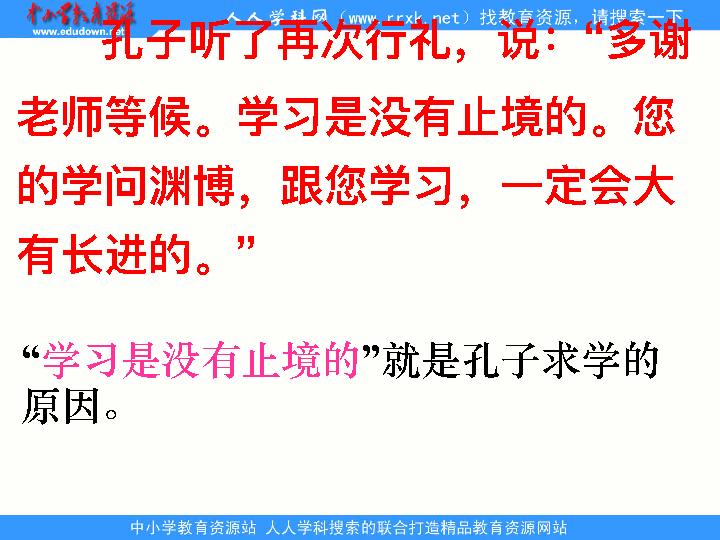 中小学教育资源
www.edudown.net
人人学科网（www.rrxk.net）找教育资源，请搜索一下
孔子听了再次行礼，说：“多谢
老师等候。学习是没有止境的。您
的学问渊博，跟您学习，一定会大
有长进的。”
“学习是没有止境的”就是孔子求学的
原因。
中小学教育资源站 人人学科搜索的联合打造精品教育资源网站